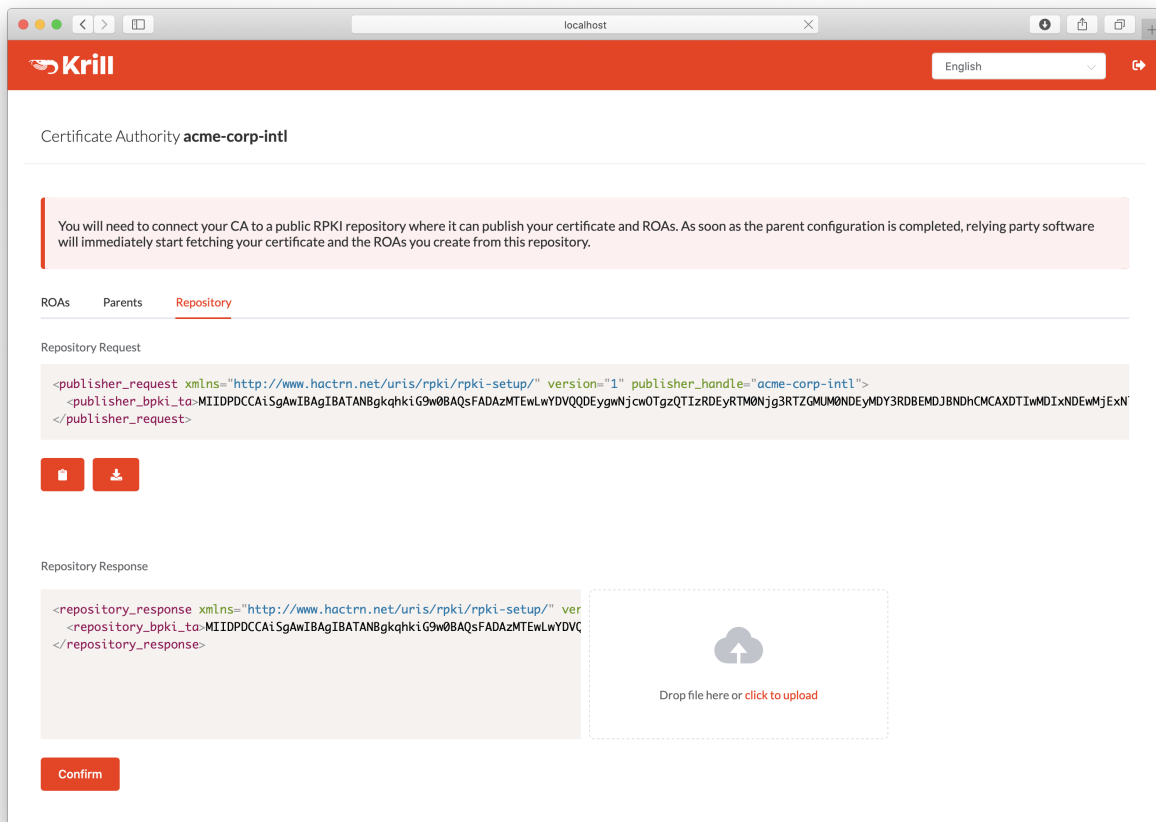 localhost
Krill
English
Certificate Authority acme-corp-intl
You will need to connect your CA to a public RPKI repository where it can publish your certificate and ROAs. As soon as the parent configuration is completed, relying party software
will immediately start fetching your certificate and the ROAs you create from this repository.
ROAs Parents Repository
Repository Request
<publisher_request xmlns="http://www.hactrn.net/uris/rpki/rpki-setup/" version="1" publisher_handle="acme-corp-intl">
<publisher_bpki_ta>MIIDPDCCAiSgAwIBAgIBATANBgkqhkiG9w0BAQsFADAzMTEwLwYDVQQDEygwNjcwOTgzQTIzRDEyRTM0Njg3RTZGMUM0NDEyMDY3RDBEMDJBNDhCMCAXDTIwMDIxNDEwMjExN
</publisher_request>
Repository Response
<repository_response xmlns="http://www.hactrn.net/uris/rpki/rpki-setup/" ver
<repository_bpki_ta>MIIDPDCCAiSgAwIBAgIBATANBgkqhkiG9w0BAQsFADAzMTEwLwYDVQ
</repository_response>
Drop file here or click to upload
Confirm